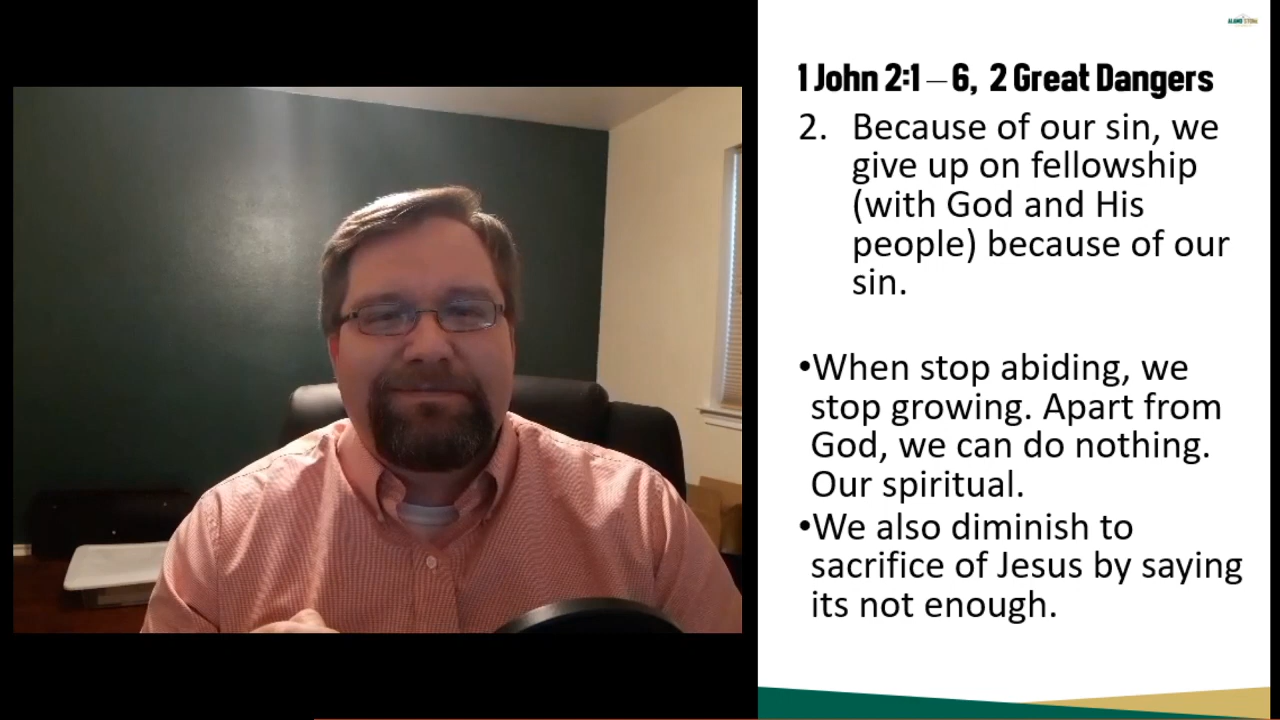 ALAMO STONE
1 John 2:1 – 6, 2 Great Dangers
2. Because of our sin, we
give up on fellowship
(with God and His
people) because of our
sin.
•When stop abiding, we
stop growing. Apart from
God, we can do nothing.
Our spiritual.
•We also diminish to
sacrifice of Jesus by saying
its not enough.